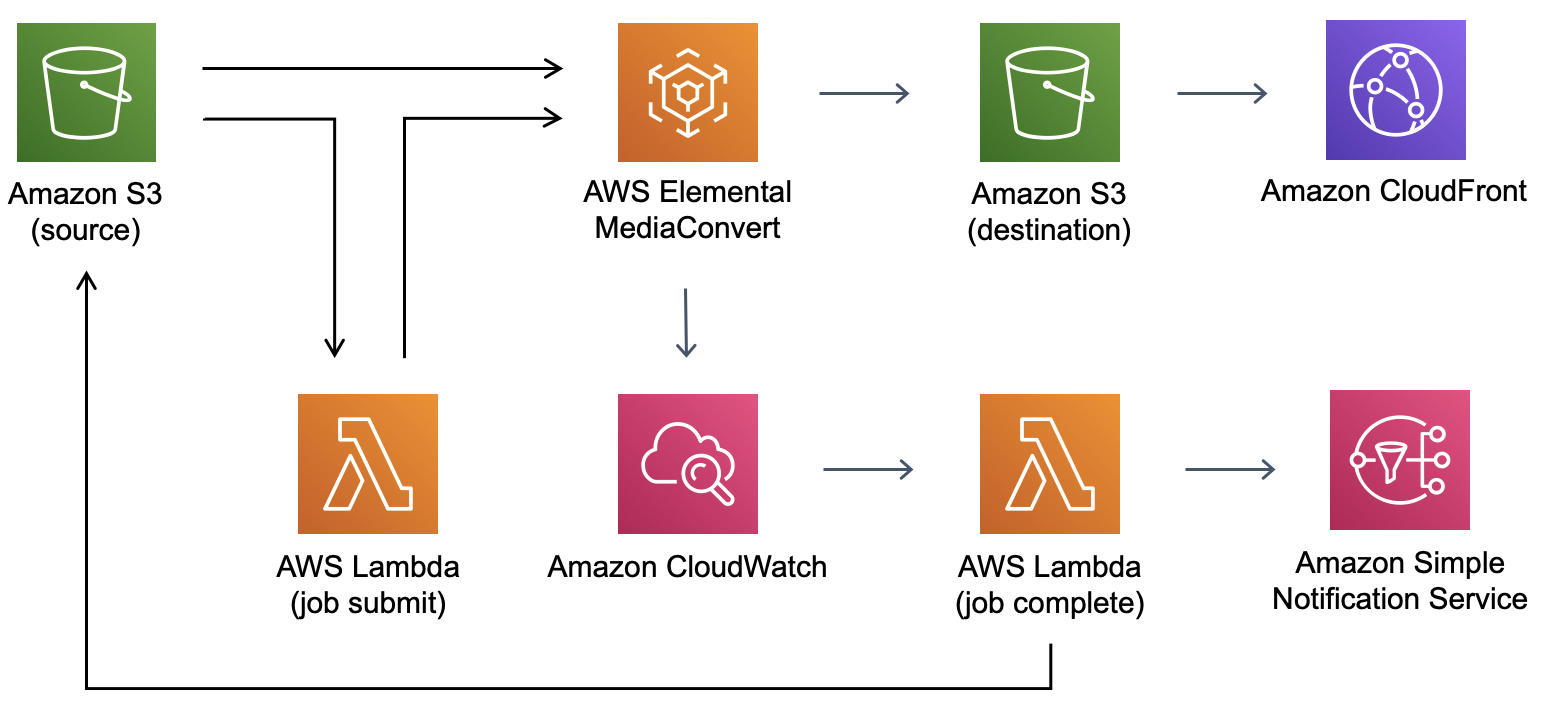 Amazon S3
(source)
AWS Elemental
MediaConvert
Amazon S3
(destination)
Amazon CloudFront
AWS Lambda
(job submit)
Amazon CloudWatch
AWS Lambda
(job complete)
Amazon Simple
Notification Service